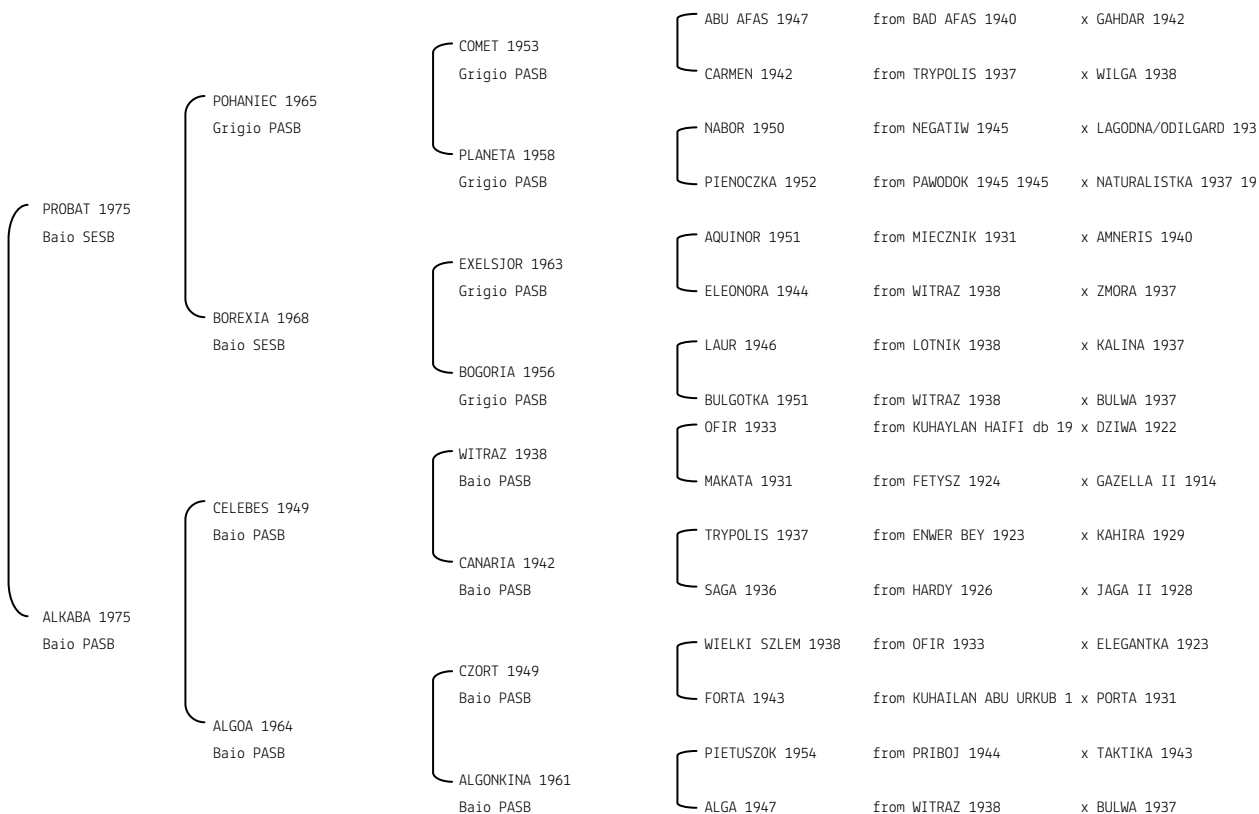 ABU AFAS 1947 from BAD AFAS 1940 x GAHDAR 1942
COMET 1953
Grigio PASB CARMEN 1942 from TRYPOLIS 1937 x WILGA 1938
POHANIEC 1965
Grigio PASB NABOR 1950 from NEGATIW 1945 x LAGODNA/ODILGARD 193
PLANETA 1958
Grigio PASB PIENOCZKA 1952 from PAWODOK 1945 1945 x NATURALISTKA 1937 19
PROBAT 1975
Baio SESB AQUINOR 1951 from MIECZNIK 1931 x AMNERIS 1940
EXELSJOR 1963
Grigio PASB ELEONORA 1944 from WITRAZ 1938 x ZMORA 1937
BOREXIA 1968
Baio SESB LAUR 1946 from LOTNIK 1938 x KALINA 1937
BOGORIA 1956
Grigio PASB BULGOTKA 1951 from WITRAZ 1938 x BULWA 1937
OFIR 1933 from KUHAYLAN HAIFI db 19 x DZIWA 1922
WITRAZ 1938
Baio PASB MAKATA 1931 from FETYSZ 1924 x GAZELLA II 1914
CELEBES 1949
Baio PASB TRYPOLIS 1937 from ENWER BEY 1923 x KAHIRA 1929
CANARIA 1942
Baio PASB SAGA 1936 from HARDY 1926 x JAGA II 1928
ALKABA 1975
Baio PASB WIELKI SZLEM 1938 from OFIR 1933 x ELEGANTKA 1923
CZORT 1949
Baio PASB FORTA 1943 from KUHAILAN ABU URKUB 1 x PORTA 1931
ALGOA 1964
Baio PASB PIETUSZOK 1954 from PRIBOJ 1944 x TAKTIKA 1943
ALGONKINA 1961
Baio PASB ALGA 1947 from WITRAZ 1938 x BULWA 1937